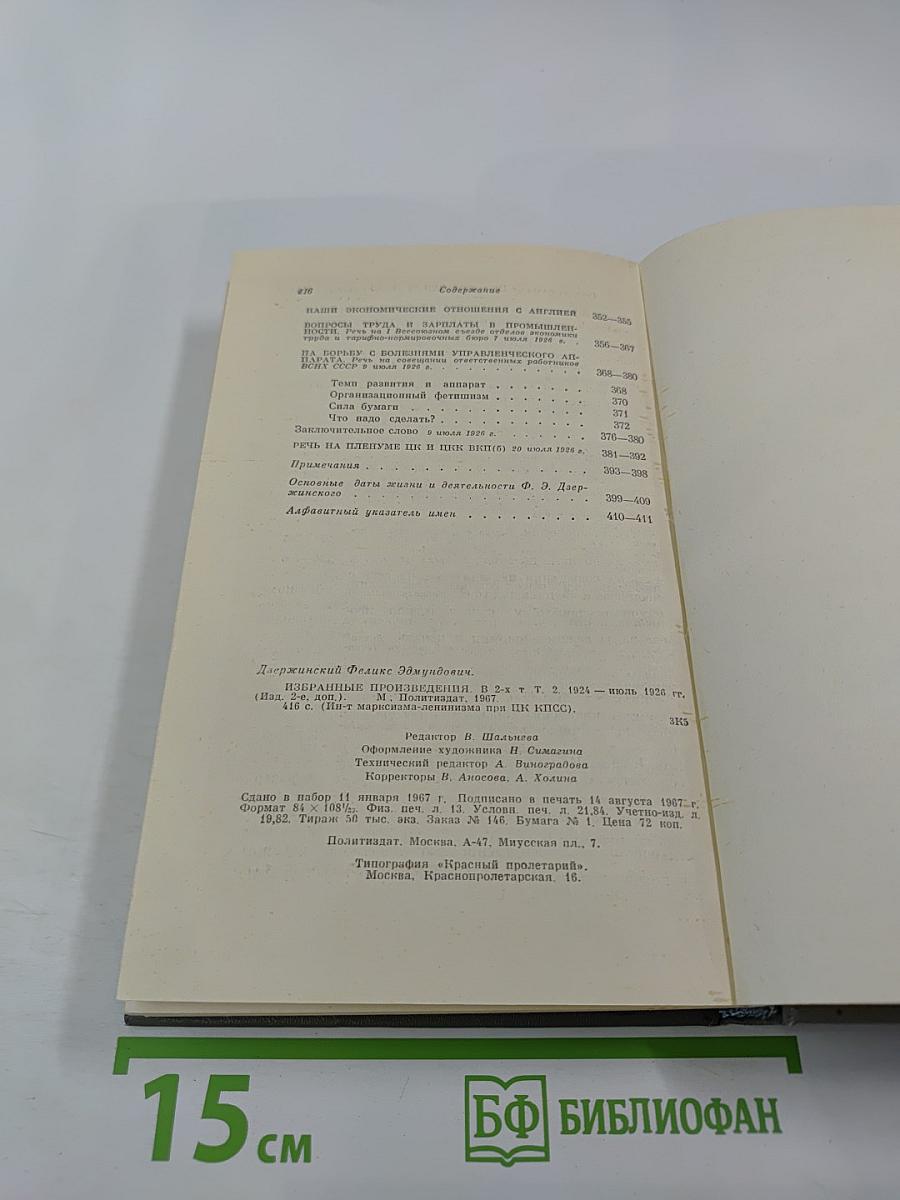 416 Содержание
НАШИ ЭКОНОМИЧЕСКИЕ ОТНОШЕНИЯ С АНГЛИЕЙ 352—355
ВОПРОСЫ ТРУДА И ЗАРПЛАТЫ В ПРОМЫШЛЕН-
НОСТИ. Речь на I Всесоюзном съезде отделов экономики
труда и тарифно-нормировочных бюро 7 июля 1926 г. . 356—367
НА БОРЬБУ С БОЛЕЗНЯМИ УПРАВЛЕНЧЕСКОГО АП-
ПАРАТА. Речь на совещании ответственных работников
ВСНХ СССР 9 июля 1926 г. . . . . . . . . . . . 368—380
Темп развития и аппарат . . . . . . . 368
Организационный фетишизм . . . . . . . 370
Сила бумаги . . . . . . . . . . . . 371
Что надо сделать? . . . . . . . . . . . 372
Заключительное слово 9 июля 1926 г. . . . . . . . 376—380
РЕЧЬ НА ПЛЕНУМЕ ЦК И ЦКК ВКП(б) 20 июля 1926 г. 381—392
Примечания . . . . . . . . . . . . . . . 393—398
Основные даты жизни и деятельности Ф. Э. Дзер-
жинского . . . . . . . . . . . . . . . . 399—409
Алфавитный указатель имен . . . . . . . . . 410—411
Дзержинский Феликс Эдмундович.
ИЗБРАННЫЕ ПРОИЗВЕДЕНИЯ. В 2-х т. Т. 2. 1924 — июль 1926 гг.
(Изд. 2-е, доп.). М., Политиздат, 1967.
416 с. (Ин-т марксизма-ленинизма при ЦК КПСС).
3К5
Редактор В. Шальнева
Оформление художника Н. Симагина
Технический редактор А. Виноградова
Корректоры В. Аносова, А. Холина
Сдано в набор 11 января 1967 г. Подписано в печать 14 августа 1967 г.
Формат 84 × 108 1/32. Физ. печ. л. 13. Условн. печ. л. 21,84. Учетно-изд. л.
19,82. Тираж 50 тыс. экз. Заказ № 146. Бумага № 1. Цена 72 коп.
Политиздат. Москва, А-47, Миусская пл., 7.
Типография «Красный пролетарий».
Москва, Краснопролетарская, 16.
15 см
БФ БИБЛИОФАН